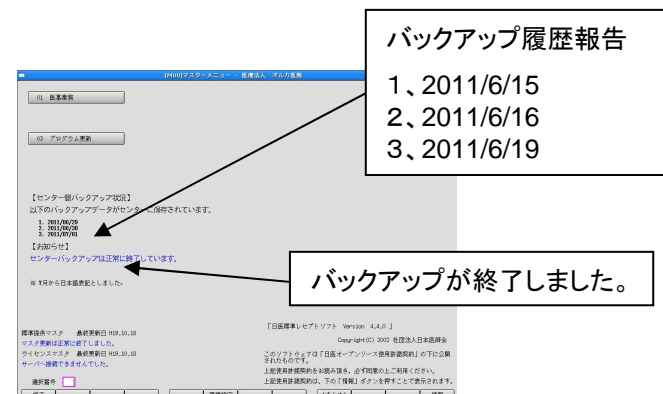 バックアップ履歴報告
1、2011/6/15
2、2011/6/16
3、2011/6/19
(M00)マスターメニュー - 医療法人 オルカ医院
01 医事業務
03 プログラム更新
【センター側バックアップ状況】
以下のバックアップデータがセンターに保存されています。
1. 2011/06/29
2. 2011/06/30
3. 2011/07/01
【お知らせ】
センターバックアップは正常に終了しています。
バックアップが終了しました。
※ 7月から日本語表記としました。
「日医標準レセプトソフト Version 4.4.0 」
Copyright(C) 2002 社団法人日本医師会
標準提供マスタ 最終更新日 H19.10.18
マスタ更新は正常に終了しました。
ライセンスマスタ 最終更新日 H19.10.18
サーバへ接続できませんでした。
このソフトウェアは「日医オープンソース使用許諾契約」の下に公開
されたものです。
上記使用許諾契約をお読み頂き、必ず同意の上ご利用ください。
上記使用許諾契約は、下の「情報」ボタンを押すことで表示されます。
選択番号